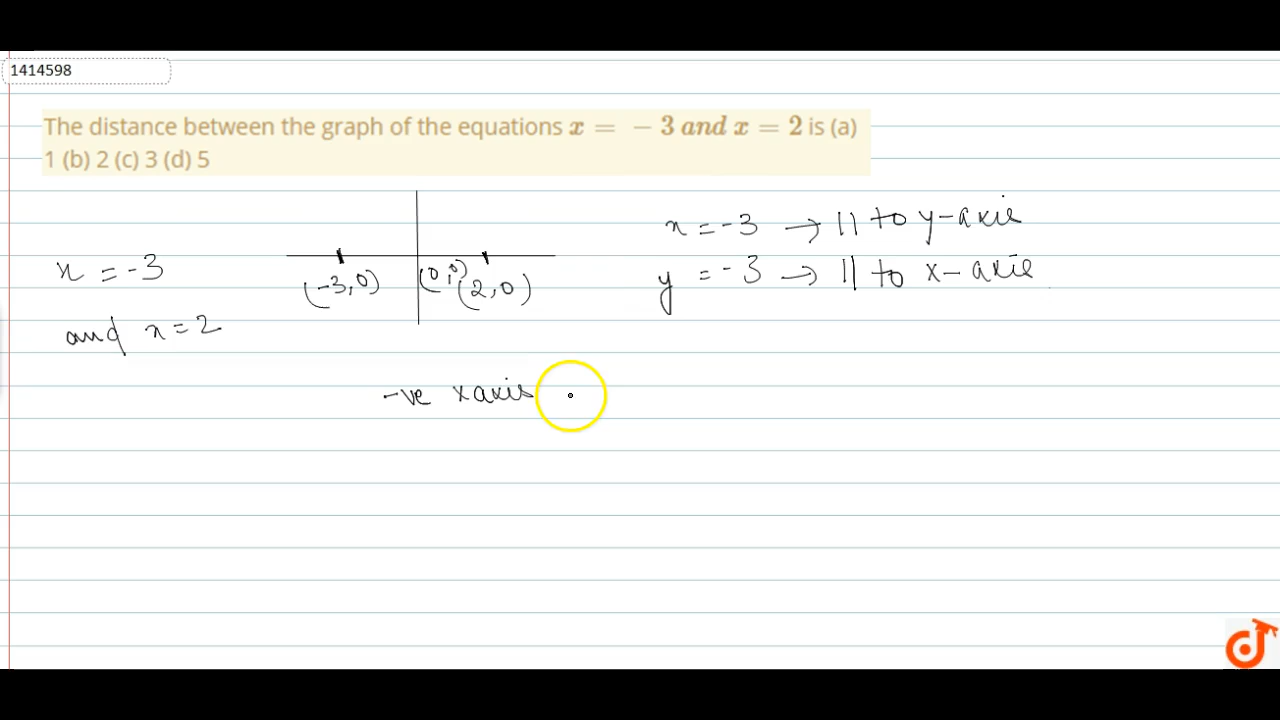 1414598
The distance between the graph of the equations x = - 3 and x = 2 is (a)
1 (b) 2 (c) 3 (d) 5
x = -3 → || to y-axis
y = -3 → || to x-axis
x = -3
and x = 2
(-3,0) (0,0) (2,0)
-ve x axis